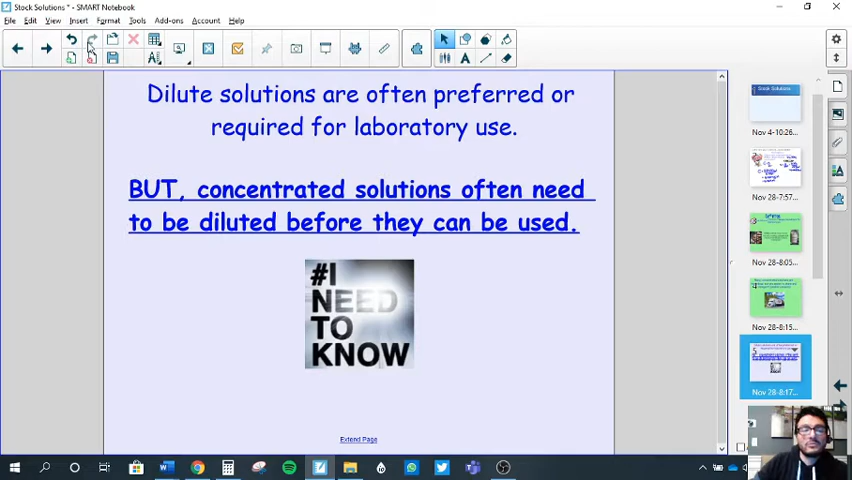 Stock Solutions * - SMART Notebook
File Edit View Insert Format Tools Add-ons Account Help
Dilute solutions are often preferred or
required for laboratory use.
BUT, concentrated solutions often need
to be diluted before they can be used.
#I
NEED
TO
KNOW
Extend Page
Stock Solutions
Nov 4-10:26...
Nov 28-7:57...
Nov 28-8:05...
Nov 28-8:15...
Nov 28-8:17...